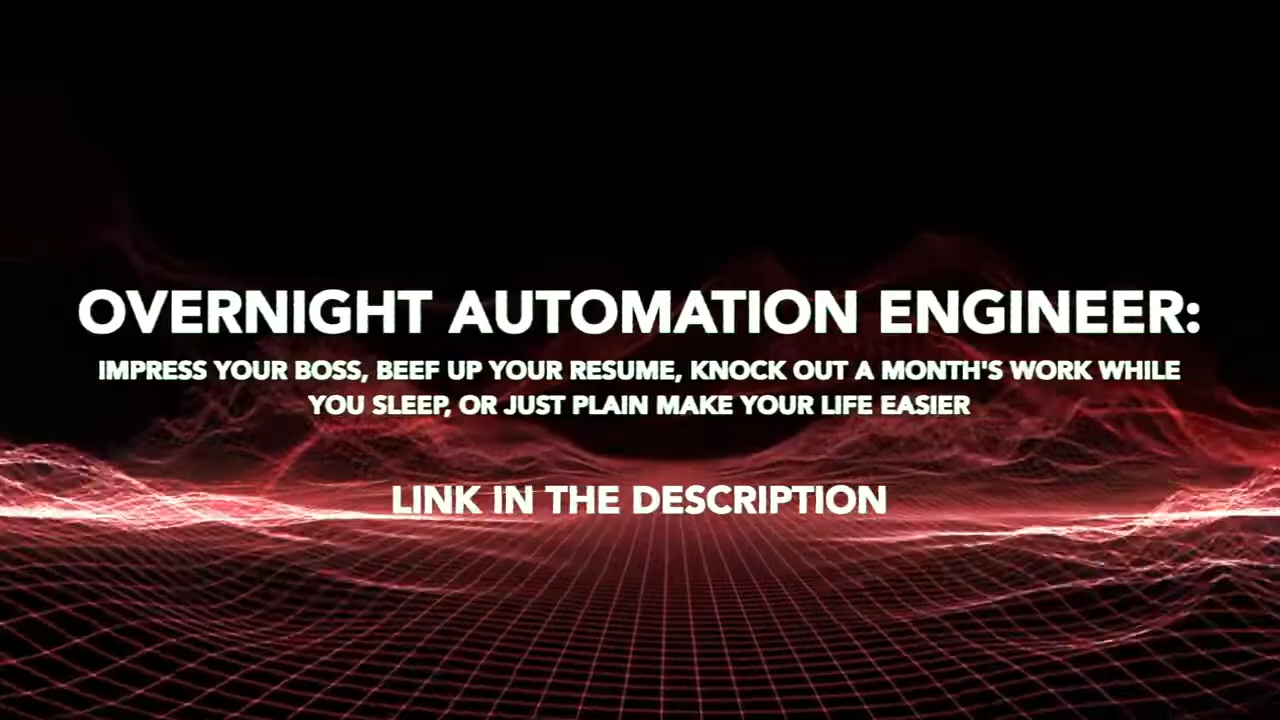 OVERNIGHT AUTOMATION ENGINEER:
IMPRESS YOUR BOSS, BEEF UP YOUR RESUME, KNOCK OUT A MONTH'S WORK WHILE
YOU SLEEP, OR JUST PLAIN MAKE YOUR LIFE EASIER
LINK IN THE DESCRIPTION